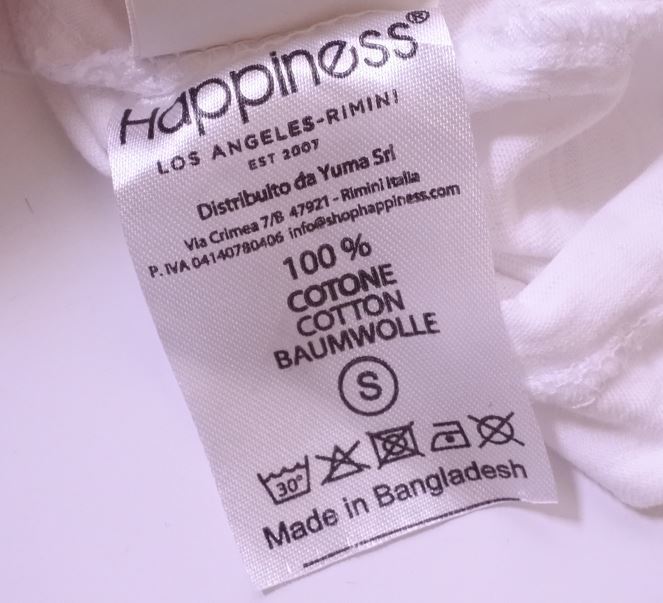 Happiness®
LOS ANGELES-RIMINI
EST 2007
Distribuito da Yuma Srl
Via Crimea 7/B 47921 - Rimini Italia
P. IVA 04140780406 info@shophappiness.com
100 %
COTONE
COTTON
BAUMWOLLE
S
30°
Made in Bangladesh